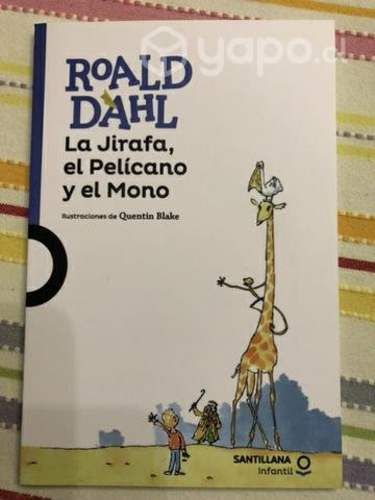 yapo.cl
ROALD
DAHL
La Jirafa,
el Pelícano
y el Mono
Ilustraciones de Quentin Blake
SANTILLANA
Infantil